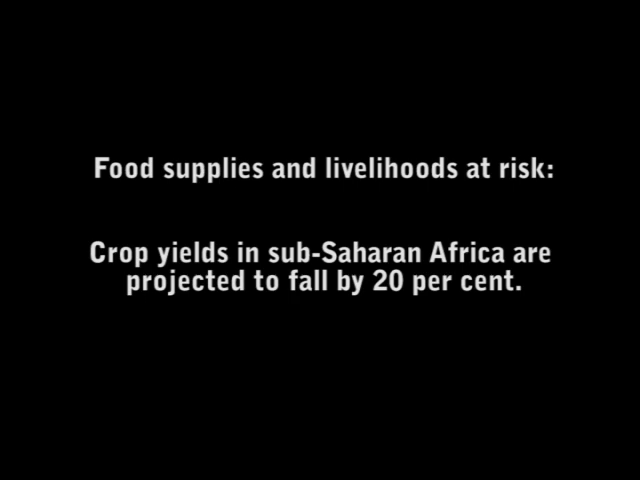 Food supplies and livelihoods at risk:
Crop yields in sub-Saharan Africa are
projected to fall by 20 per cent.